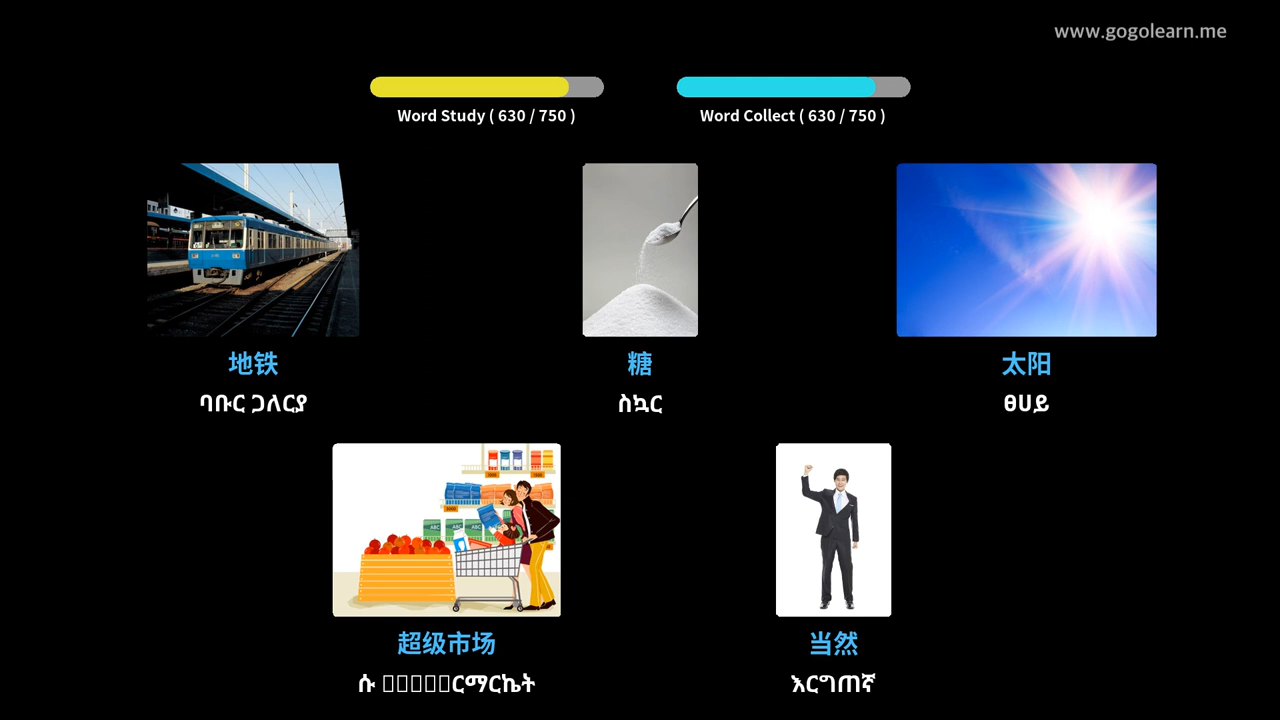 www.gogolearn.me
Word Study ( 630 / 750 )
Word Collect ( 630 / 750 )
地铁
ባቡር ጋለርያ
糖
ስኳር
太阳
ፀሀይ
超级市场
ሱ □□□□□ርማርኬት
当然
እርግጠኛ